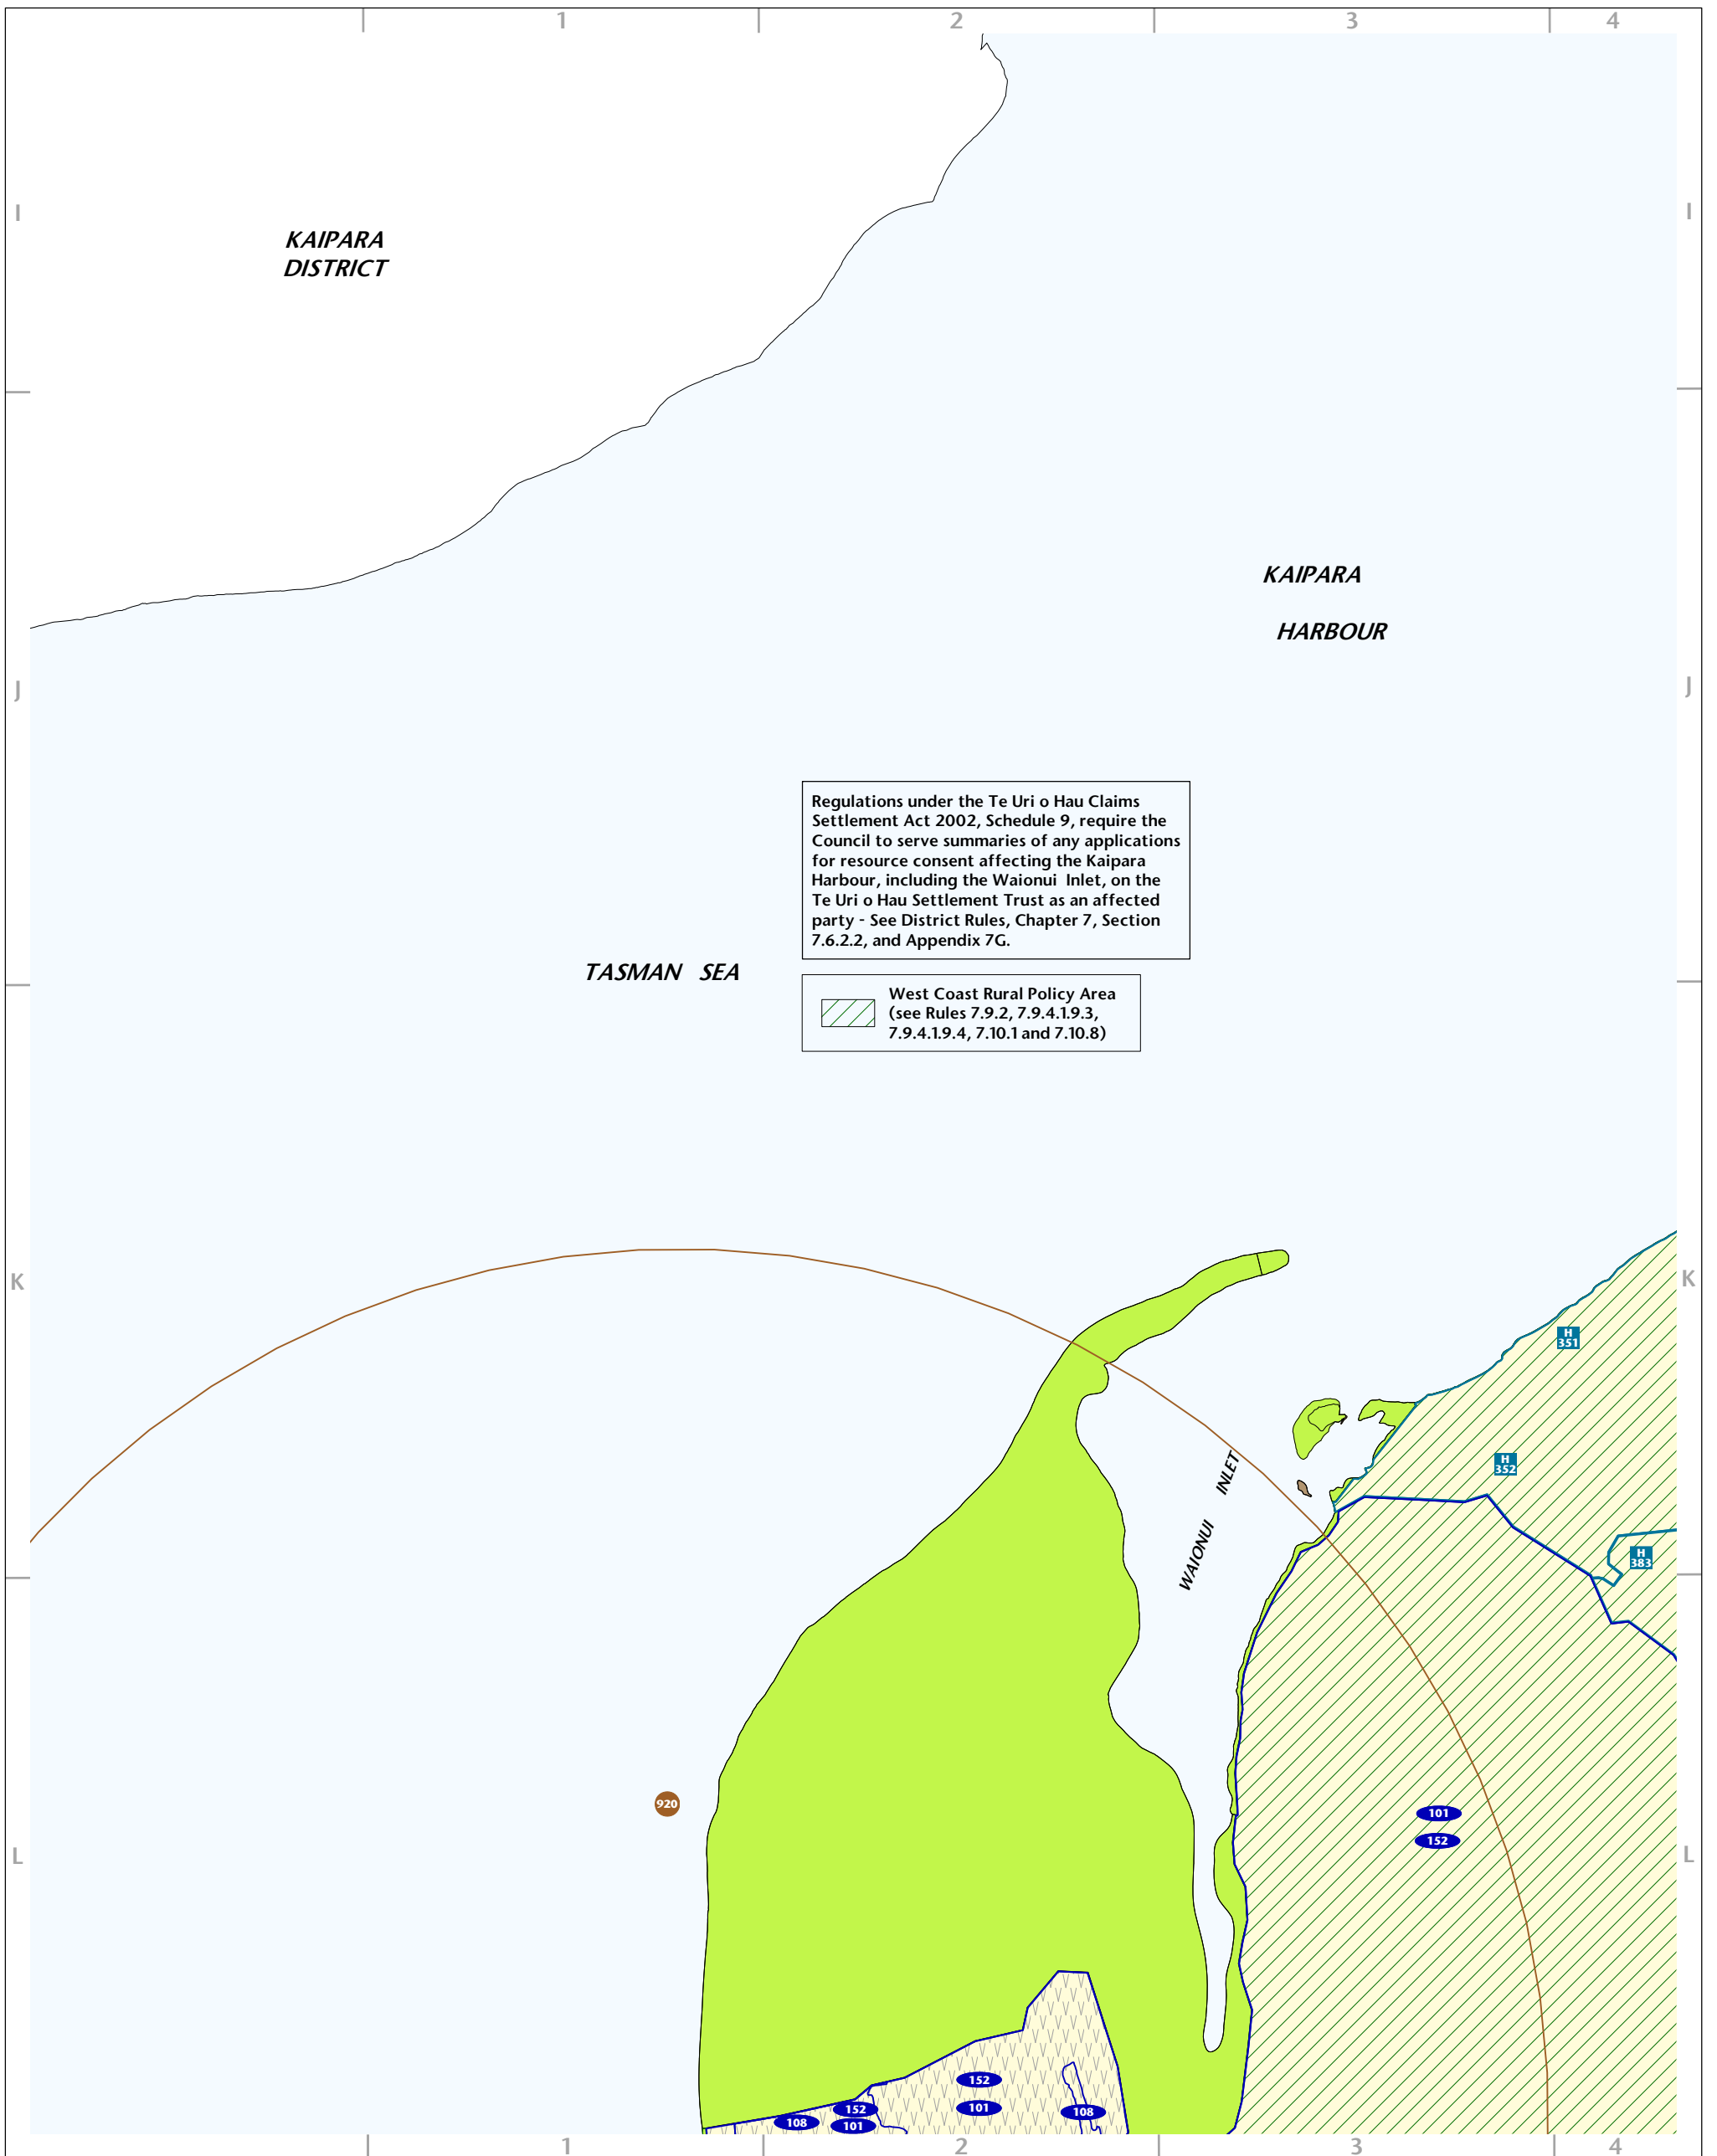 1 2 3 4
I I
KAIPARA
DISTRICT
KAIPARA
HARBOUR
J J
Regulations under the Te Uri o Hau Claims
Settlement Act 2002, Schedule 9, require the
Council to serve summaries of any applications
for resource consent affecting the Kaipara
Harbour, including the Waionui Inlet, on the
Te Uri o Hau Settlement Trust as an affected
party - See District Rules, Chapter 7, Section
7.6.2.2, and Appendix 7G.
TASMAN SEA
West Coast Rural Policy Area
(see Rules 7.9.2, 7.9.4.1.9.3,
7.9.4.1.9.4, 7.10.1 and 7.10.8)
K K
H
351
H
352
WAIONUI INLET
H
383
920
101
152
L L
152
101
108
152
101
108
1 2 3 4